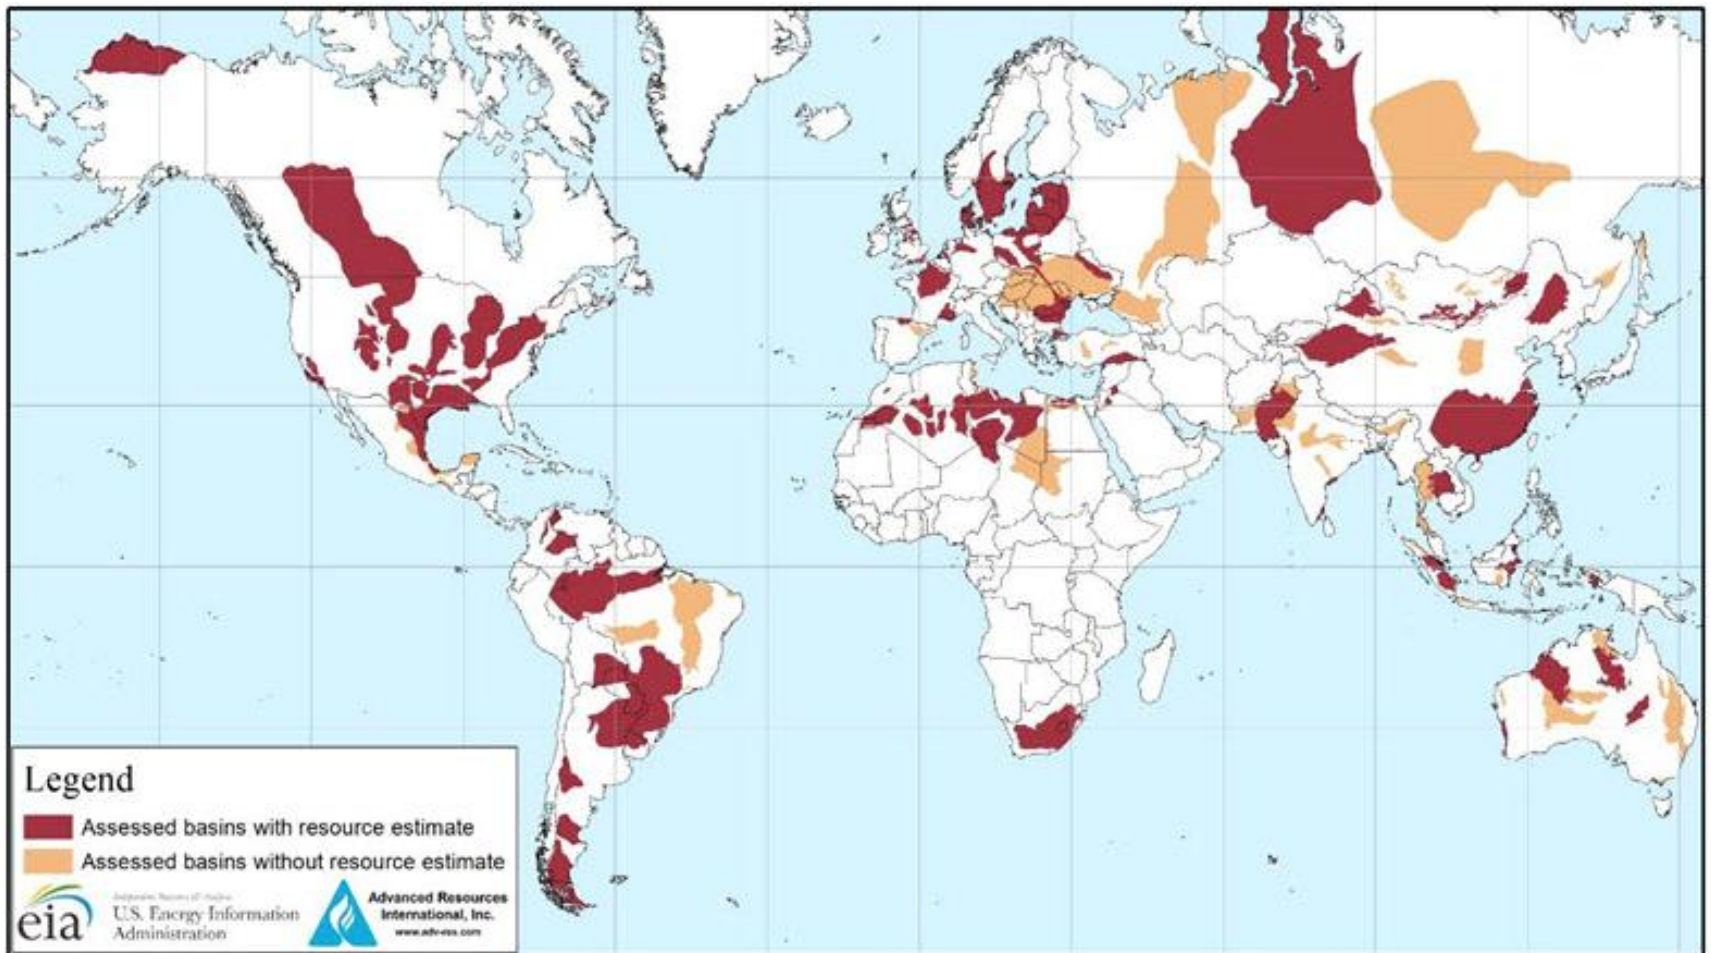 Legend
Assessed basins with resource estimate
Assessed basins without resource estimate
eia
U.S. Energy Information
Administration
Advanced Resources
International, Inc.
www.adv-res.com